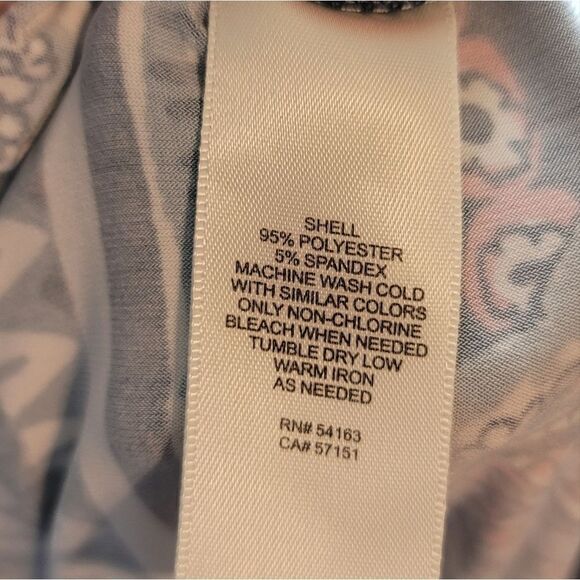 SHELL
95% POLYESTER
5% SPANDEX
MACHINE WASH COLD
WITH SIMILAR COLORS
ONLY NON-CHLORINE
BLEACH WHEN NEEDED
TUMBLE DRY LOW
WARM IRON
AS NEEDED
RN# 54163
CA# 57151